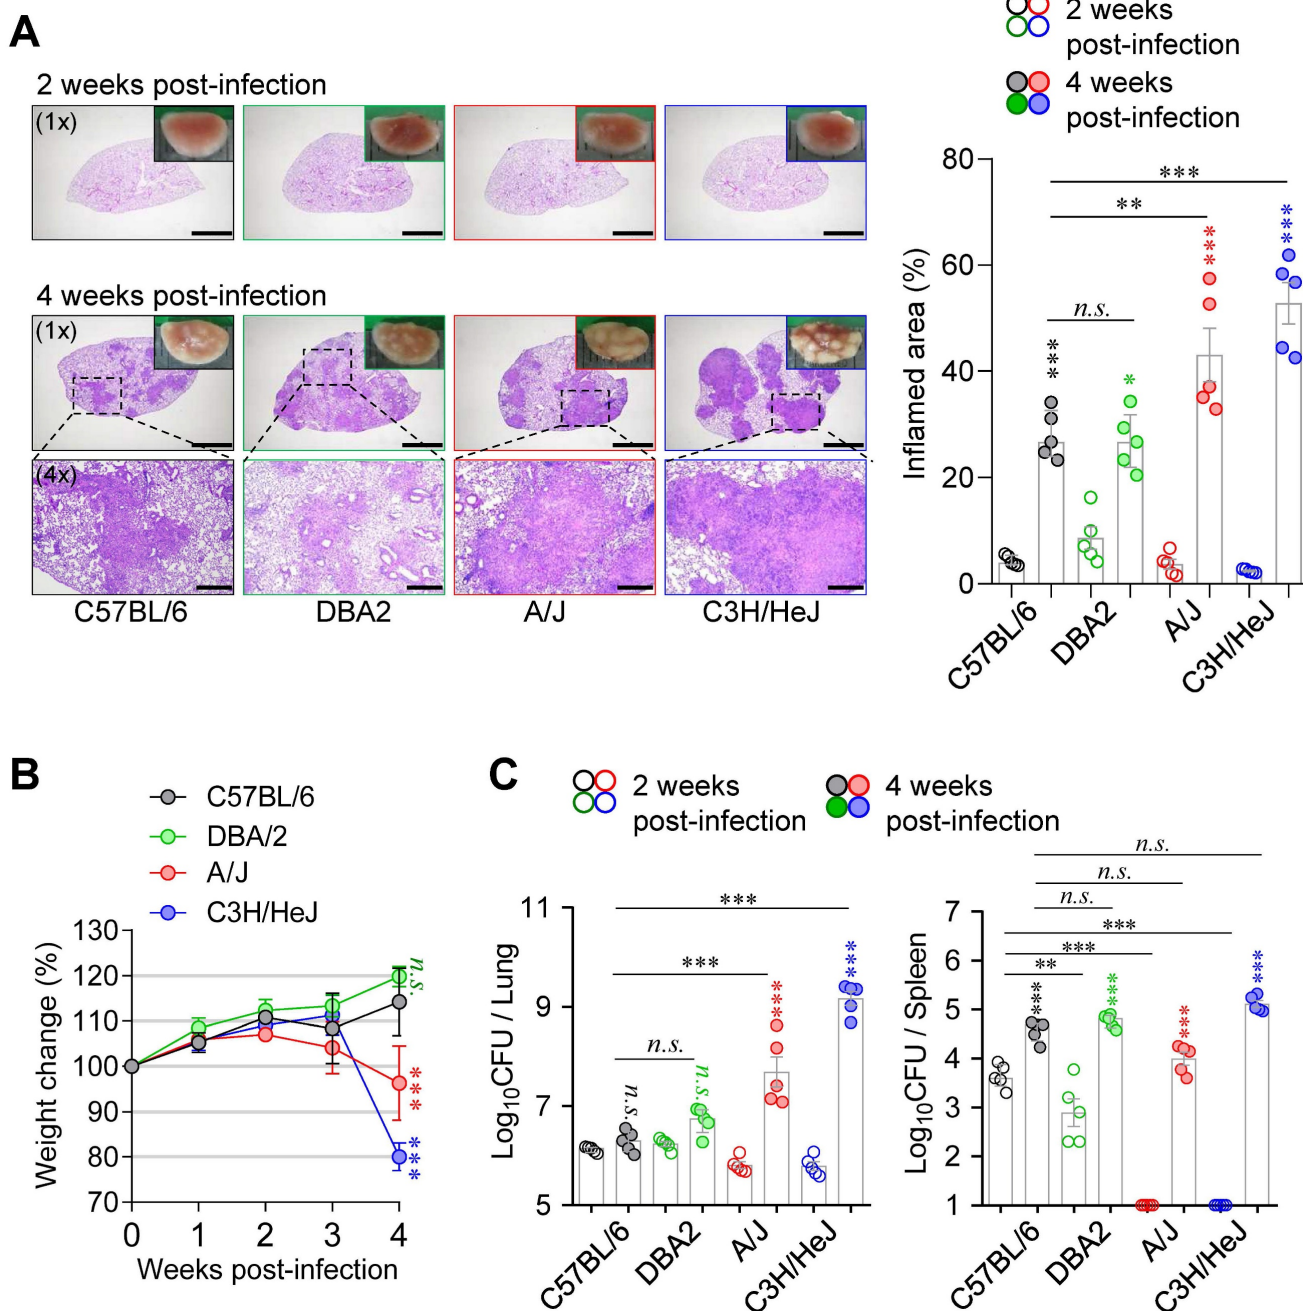 A
2 weeks post-infection
(1x)
4 weeks post-infection
(1x)
(4x)
C57BL/6
DBA2
A/J
C3H/HeJ
2 weeks
post-infection
4 weeks
post-infection
Inflamed area (%)
80
60
40
20
0
***
**
n.s.
***
*
***
***
C57BL/6
DBA2
A/J
C3H/HeJ
B
C57BL/6
DBA/2
A/J
C3H/HeJ
Weight change (%)
130
120
110
100
90
80
70
n.s.
***
***
0 1 2 3 4
Weeks post-infection
C
2 weeks
post-infection
4 weeks
post-infection
Log10CFU / Lung
11
9
7
5
***
***
n.s.
n.s.
n.s.
***
***
C57BL/6
DBA2
A/J
C3H/HeJ
Log10CFU / Spleen
7
6
5
4
3
2
1
n.s.
n.s.
n.s.
***
***
**
***
***
***
***
C57BL/6
DBA2
A/J
C3H/HeJ